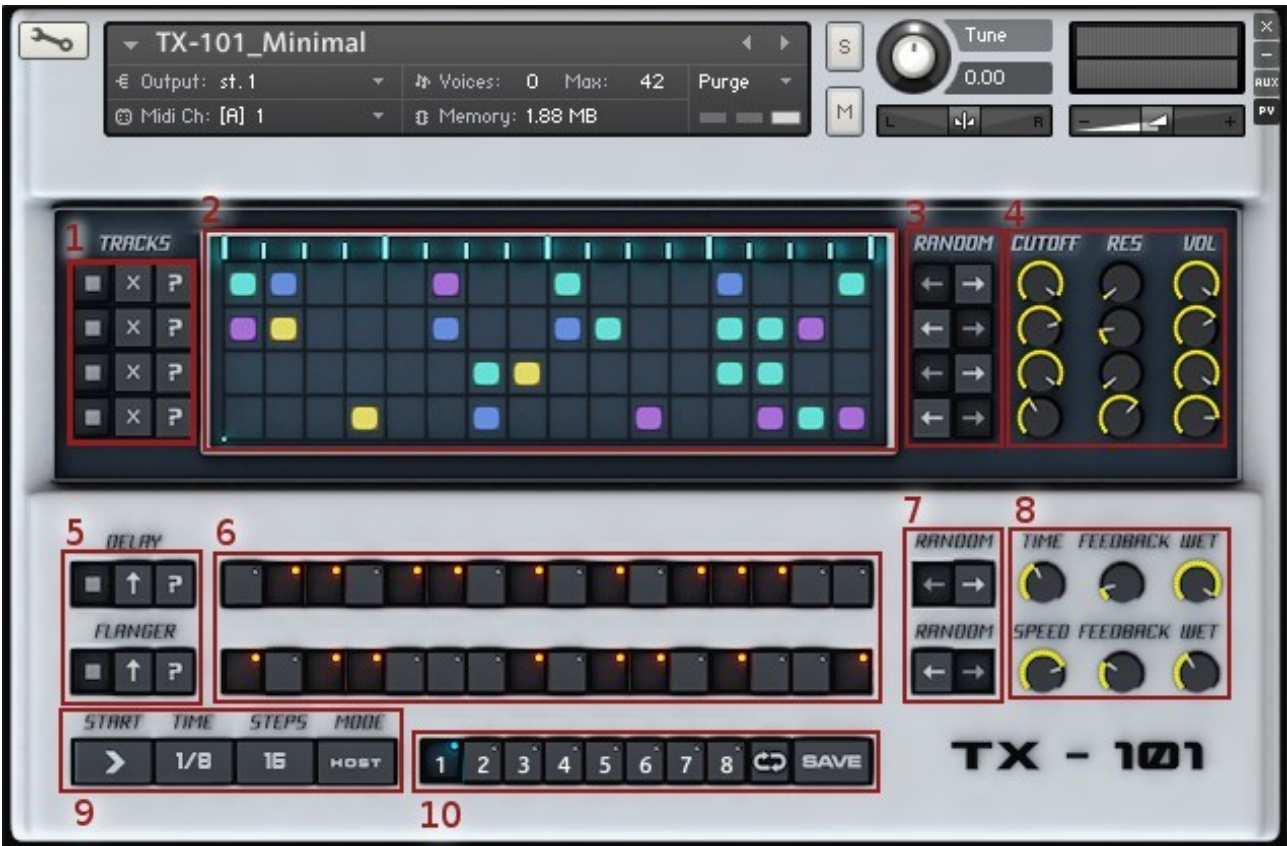 TX-101_Minimal
S
Tune
0.00
X
-
AUX
PV
Output: st. 1
Voices: 0 Max: 42
Purge
Midi Ch: [A] 1
Memory: 1.88 MB
M
L
R
-
+
1
2
3
4
TRACKS
RANDOM
CUTOFF RES VOL
X ?
X ?
X ?
X ?
5
6
7
8
DELAY
RANDOM
TIME FEEDBACK WET
?
FLANGER
RANDOM
SPEED FEEDBACK WET
?
START TIME STEPS MODE
1/8 16 HOST
1 2 3 4 5 6 7 8 SAVE
TX - 101
9
10